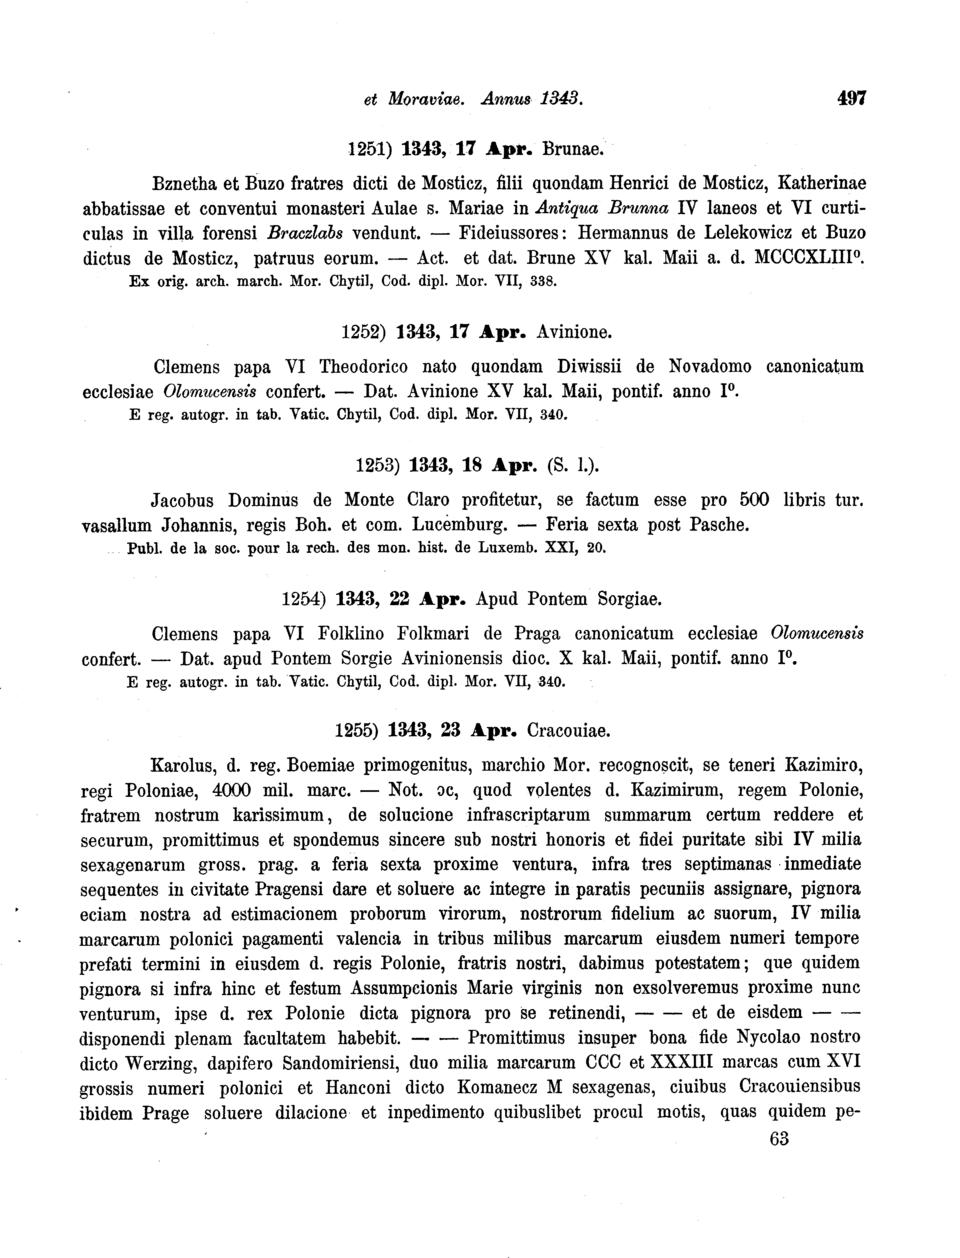 et Moraviae. Annus 1343. 497
1251) 1343, 17 Apr. Brunae.
Bznetha et Buzo fratres dicti de Mosticz, filii quondam Henrici de Mosticz, Katherinae
abbatissae et conventui monasteri Aulae s. Mariae in Antiqua Brunna IV laneos et VI curti-
culas in villa forensi Braczlabs vendunt. — Fideiussores: Hermannus de Lelekowicz et Buzo
dictus de Mosticz, patruus eorum. — Act. et dat. Brune XV kal. Maii a. d. MCCCXLIII⁰.
Ex orig. arch. march. Mor. Chytil, Cod. dipl. Mor. VII, 338.
1252) 1343, 17 Apr. Avinione.
Clemens papa VI Theodorico nato quondam Diwissii de Novadomo canonicatum
ecclesiae Olomucensis confert. — Dat. Avinione XV kal. Maii, pontif. anno I⁰.
E reg. autogr. in tab. Vatic. Chytil, Cod. dipl. Mor. VII, 340.
1253) 1343, 18 Apr. (S. l.).
Jacobus Dominus de Monte Claro profitetur, se factum esse pro 500 libris tur.
vasallum Johannis, regis Boh. et com. Lucemburg. — Feria sexta post Pasche.
Publ. de la soc. pour la rech. des mon. hist. de Luxemb. XXI, 20.
1254) 1343, 22 Apr. Apud Pontem Sorgiae.
Clemens papa VI Folklino Folkmari de Praga canonicatum ecclesiae Olomucensis
confert. — Dat. apud Pontem Sorgie Avinionensis dioc. X kal. Maii, pontif. anno I⁰.
E reg. autogr. in tab. Vatic. Chytil, Cod. dipl. Mor. VII, 340.
1255) 1343, 23 Apr. Cracouiae.
Karolus, d. reg. Boemiae primogenitus, marchio Mor. recognoscit, se teneri Kazimiro,
regi Poloniae, 4000 mil. marc. — Not. ɔc, quod volentes d. Kazimirum, regem Polonie,
fratrem nostrum karissimum, de solucione infrascriptarum summarum certum reddere et
securum, promittimus et spondemus sincere sub nostri honoris et fidei puritate sibi IV milia
sexagenarum gross. prag. a feria sexta proxime ventura, infra tres septimanas inmediate
sequentes in civitate Pragensi dare et soluere ac integre in paratis pecuniis assignare, pignora
eciam nostra ad estimacionem proborum virorum, nostrorum fidelium ac suorum, IV milia
marcarum polonici pagamenti valencia in tribus milibus marcarum eiusdem numeri tempore
prefati termini in eiusdem d. regis Polonie, fratris nostri, dabimus potestatem; que quidem
pignora si infra hinc et festum Assumpcionis Marie virginis non exsolveremus proxime nunc
venturum, ipse d. rex Polonie dicta pignora pro se retinendi, — — et de eisdem — —
disponendi plenam facultatem habebit. — — Promittimus insuper bona fide Nycolao nostro
dicto Werzing, dapifero Sandomiriensi, duo milia marcarum CCC et XXXIII marcas cum XVI
grossis numeri polonici et Hanconi dicto Komanecz M sexagenas, ciuibus Cracouiensibus
ibidem Prage soluere dilacione et inpedimento quibuslibet procul motis, quas quidem pe-
63